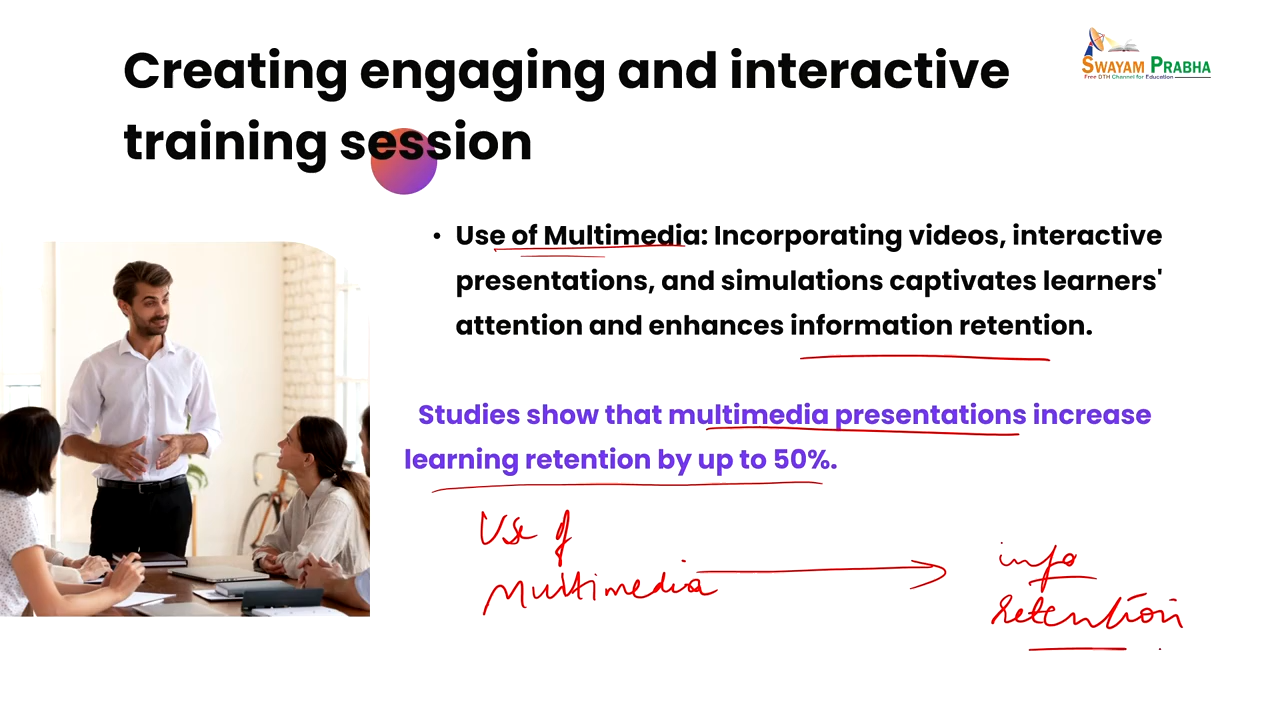 Creating engaging and interactive
training session
SWAYAM PRABHA
Free DTH Channel for Education
• Use of Multimedia: Incorporating videos, interactive
presentations, and simulations captivates learners'
attention and enhances information retention.
Studies show that multimedia presentations increase
learning retention by up to 50%.
Use of
Multimedia
info
retention